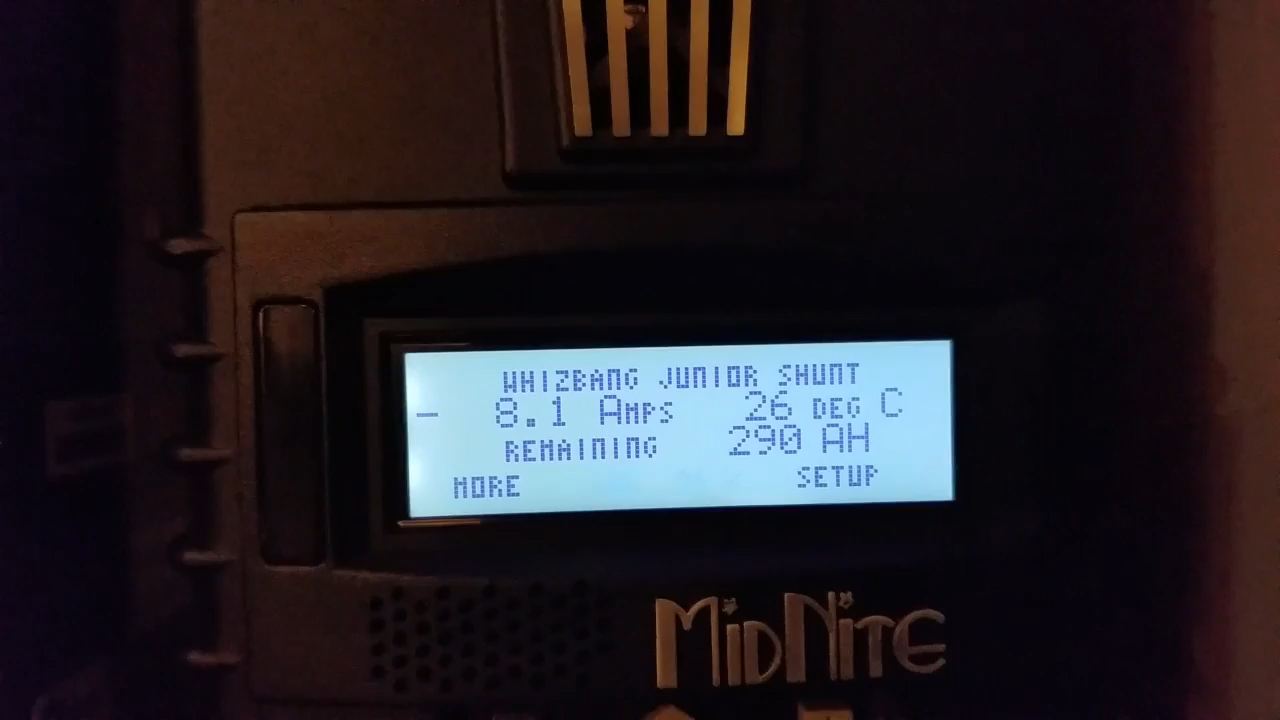 WHIZBANG JUNIOR SHUNT
- 8.1 AMPS 26 DEG C
REMAINING 290 AH
MORE SETUP
MIDNITE